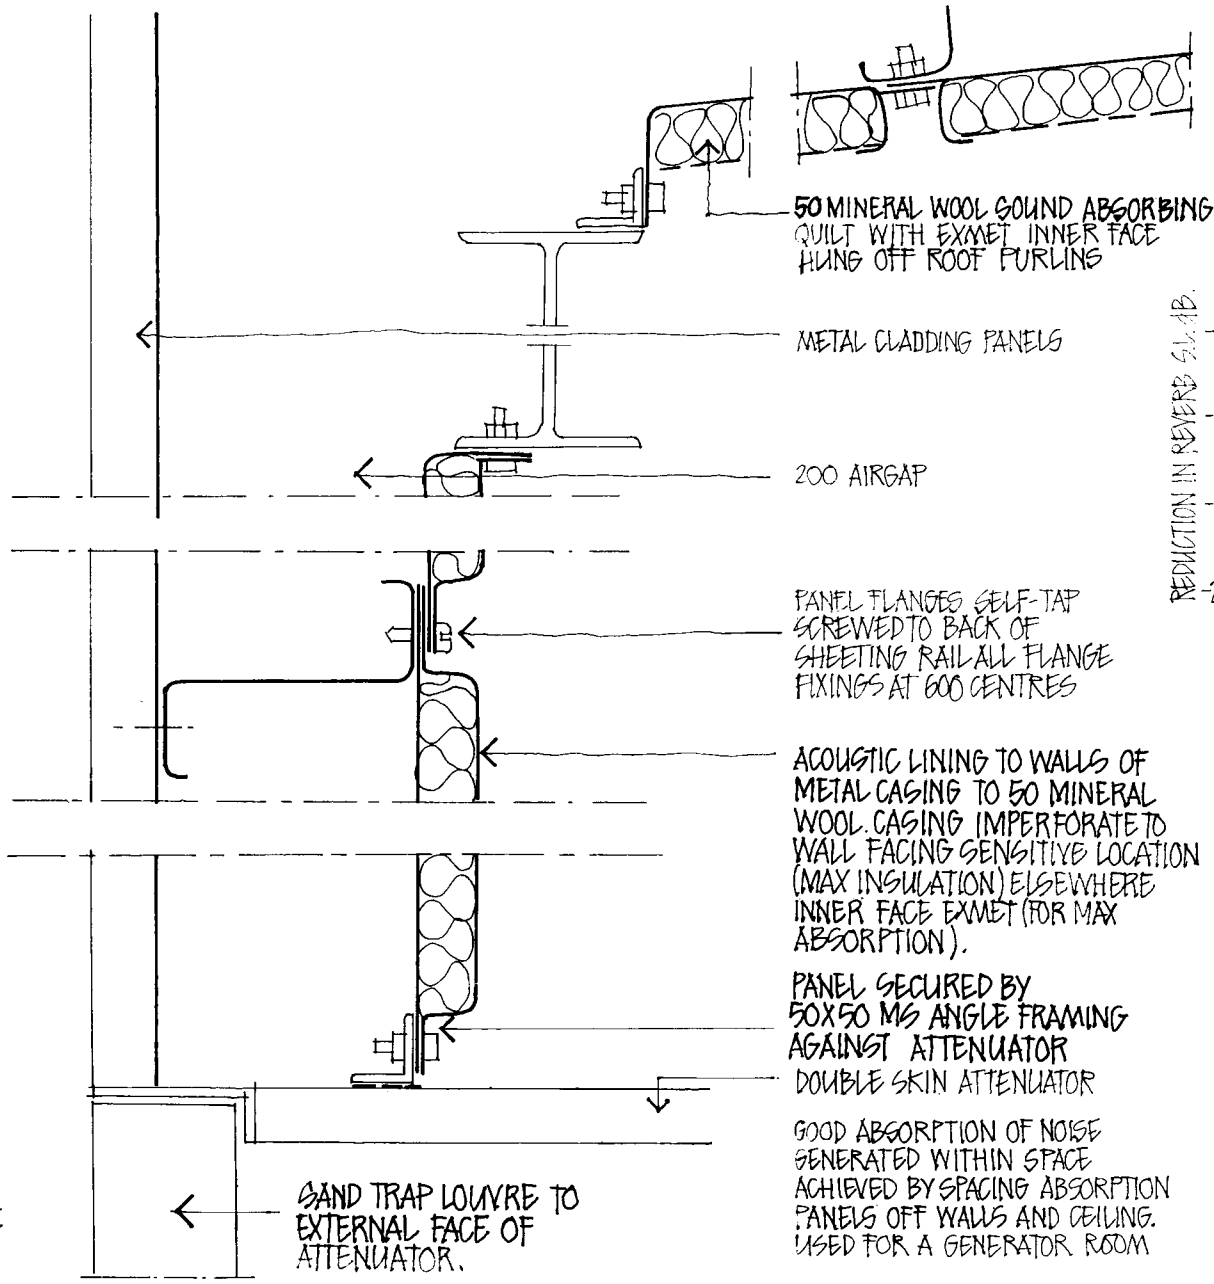 50 MINERAL WOOL SOUND ABSORBING
QUILT WITH EXMET INNER FACE
HUNG OFF ROOF PURLINS
METAL CLADDING PANELS
200 AIRGAP
PANEL FLANGES SELF-TAP
SCREWED TO BACK OF
SHEETING RAIL ALL FLANGE
FIXINGS AT 600 CENTRES
ACOUSTIC LINING TO WALLS OF
METAL CASING TO 50 MINERAL
WOOL. CASING IMPERFORATE TO
WALL FACING SENSITIVE LOCATION
(MAX INSULATION) ELSEWHERE
INNER FACE EXMET (FOR MAX
ABSORPTION).
PANEL SECURED BY
50X50 MS ANGLE FRAMING
AGAINST ATTENUATOR
DOUBLE SKIN ATTENUATOR
GOOD ABSORPTION OF NOISE
GENERATED WITHIN SPACE
ACHIEVED BY SPACING ABSORPTION
PANELS OFF WALLS AND CEILING.
USED FOR A GENERATOR ROOM
SAND TRAP LOUVRE TO
EXTERNAL FACE OF
ATTENUATOR.
REDUCTION IN REVERB